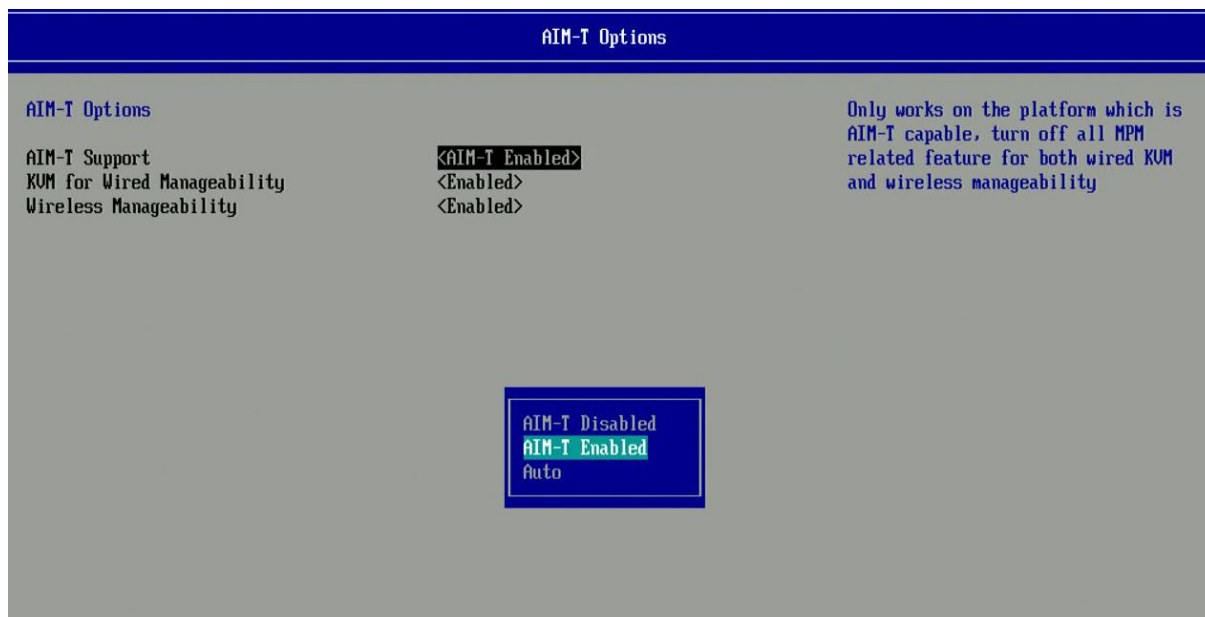 AIM-T Options
AIM-T Options
AIM-T Support <AIM-T Enabled>
KVM for Wired Manageability <Enabled>
Wireless Manageability <Enabled>
Only works on the platform which is
AIM-T capable, turn off all MPM
related feature for both wired KVM
and wireless manageability
AIM-T Disabled
AIM-T Enabled
Auto